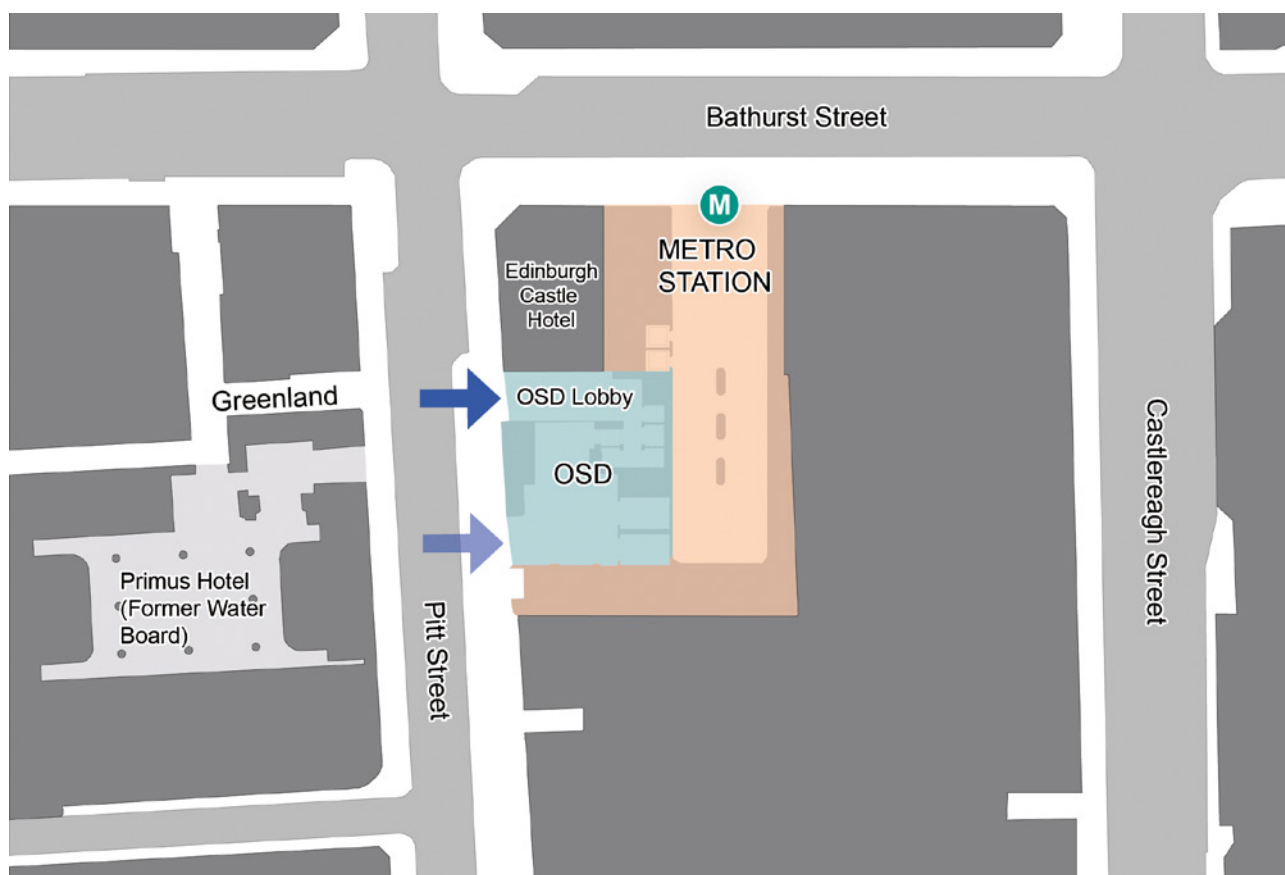 Bathurst Street
M
METRO
STATION
Edinburgh
Castle
Hotel
Greenland
OSD Lobby
OSD
Castlereagh Street
Primus Hotel
(Former Water
Board)
Pitt Street